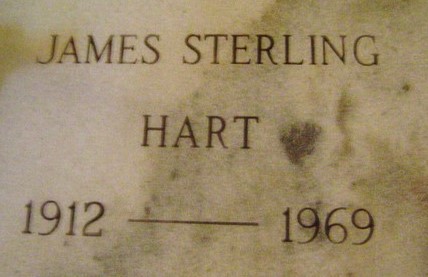 JAMES STERLING
HART
1912 — 1969